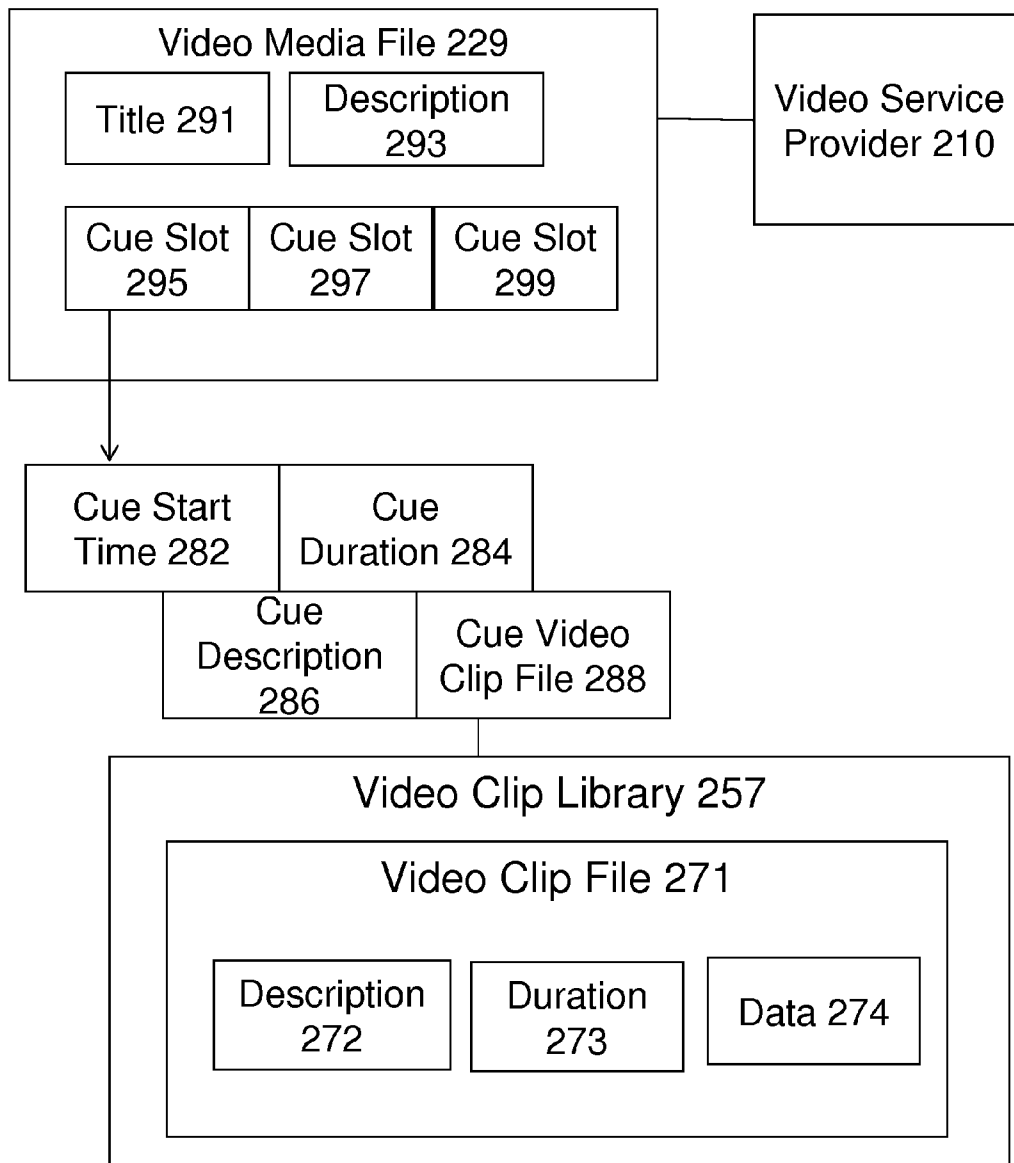 Video Media File 229
Title 291
Description
293
Video Service
Provider 210
Cue Slot
295
Cue Slot
297
Cue Slot
299
Cue Start
Time 282
Cue
Duration 284
Cue
Description
286
Cue Video
Clip File 288
Video Clip Library 257
Video Clip File 271
Description
272
Duration
273
Data 274